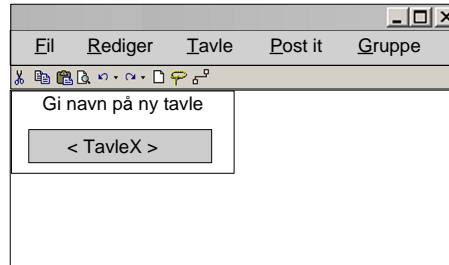 Fil Rediger Tavle Post it Gruppe
Gi navn på ny tavle
< TavleX >